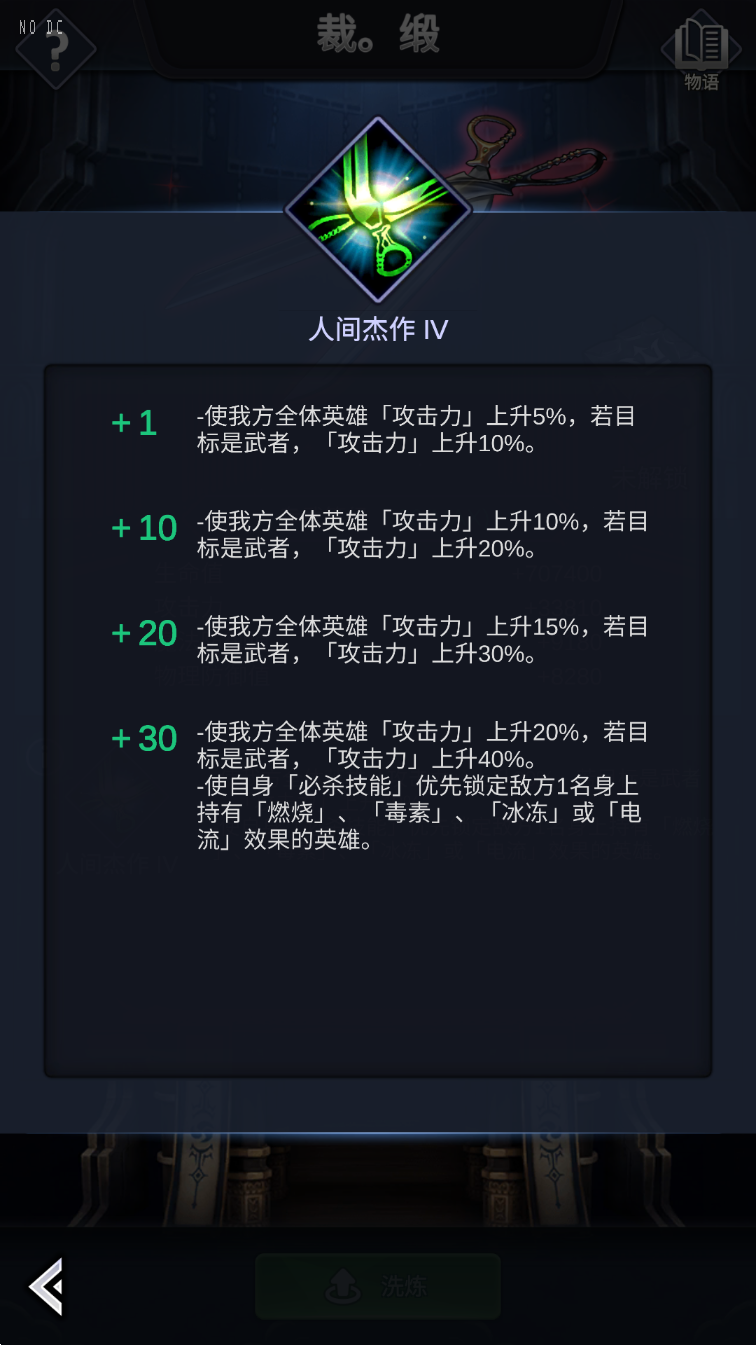 NO DC
裁。缎
物语
人间杰作 IV
+1
-使我方全体英雄「攻击力」上升5%，若目
标是武者，「攻击力」上升10%。
+10
-使我方全体英雄「攻击力」上升10%，若目
标是武者，「攻击力」上升20%。
+20
-使我方全体英雄「攻击力」上升15%，若目
标是武者，「攻击力」上升30%。
+30
-使我方全体英雄「攻击力」上升20%，若目
标是武者，「攻击力」上升40%。
-使自身「必杀技能」优先锁定敌方1名身上
持有「燃烧」、「毒素」、「冰冻」或「电
流」效果的英雄。
洗炼